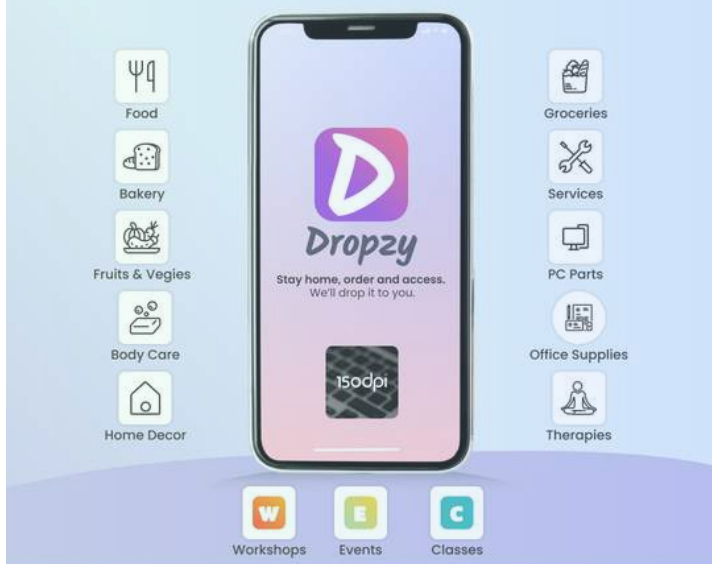 Food
Bakery
Fruits & Vegies
Body Care
Home Decor
D
Dropzy
Stay home, order and access.
We'll drop it to you.
15odpi
Groceries
Services
PC Parts
Office Supplies
Therapies
W
E
C
Workshops
Events
Classes